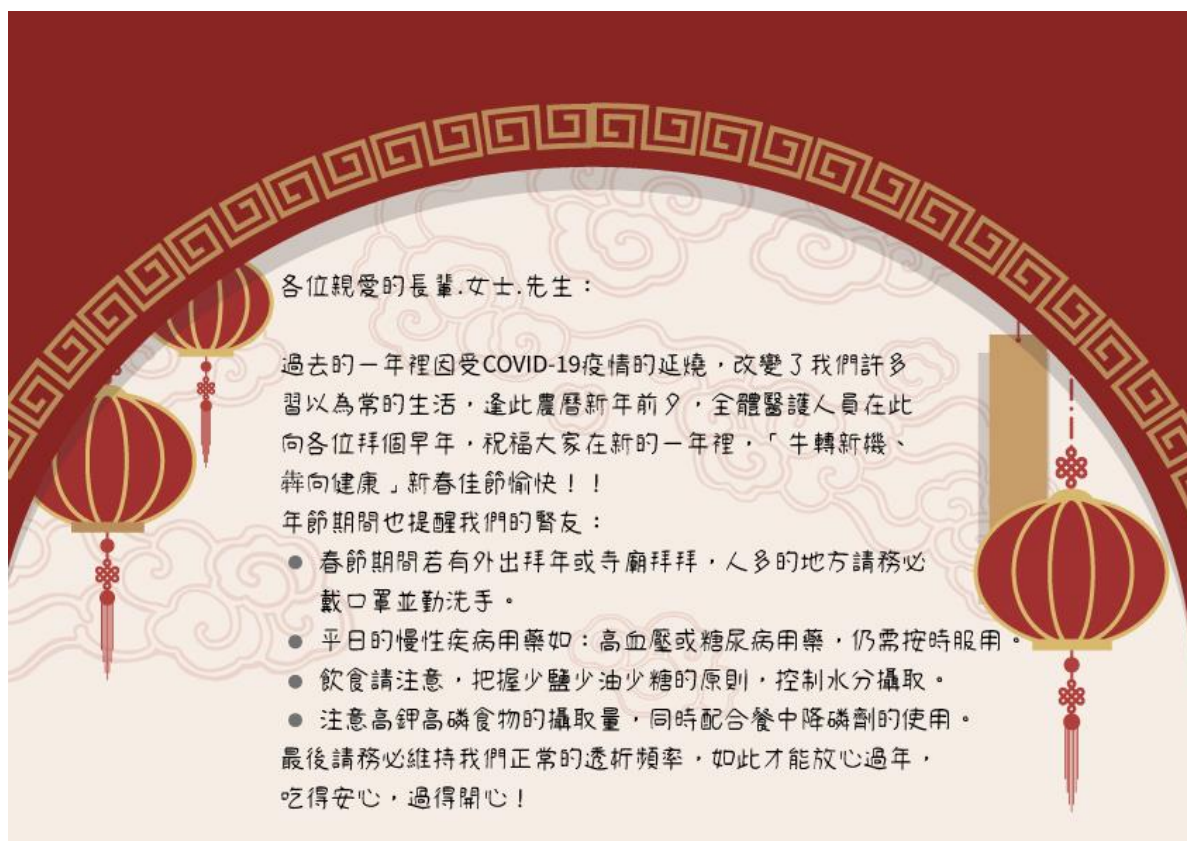 各位親愛的長輩.女士.先生：
過去的一年裡因受COVID-19疫情的延燒，改變了我們許多
習以為常的生活，逢此農曆新年前夕，全體醫護人員在此
向各位拜個早年，祝福大家在新的一年裡，「牛轉新機、
犇向健康」新春佳節愉快！！
年節期間也提醒我們的腎友：
● 春節期間若有外出拜年或寺廟拜拜，人多的地方請務必
戴口罩並勤洗手。
● 平日的慢性疾病用藥如：高血壓或糖尿病用藥，仍需按時服用。
● 飲食請注意，把握少鹽少油少糖的原則，控制水分攝取。
● 注意高鉀高磷食物的攝取量，同時配合餐中降磷劑的使用。
最後請務必維持我們正常的透析頻率，如此才能放心過年，
吃得安心，過得開心！